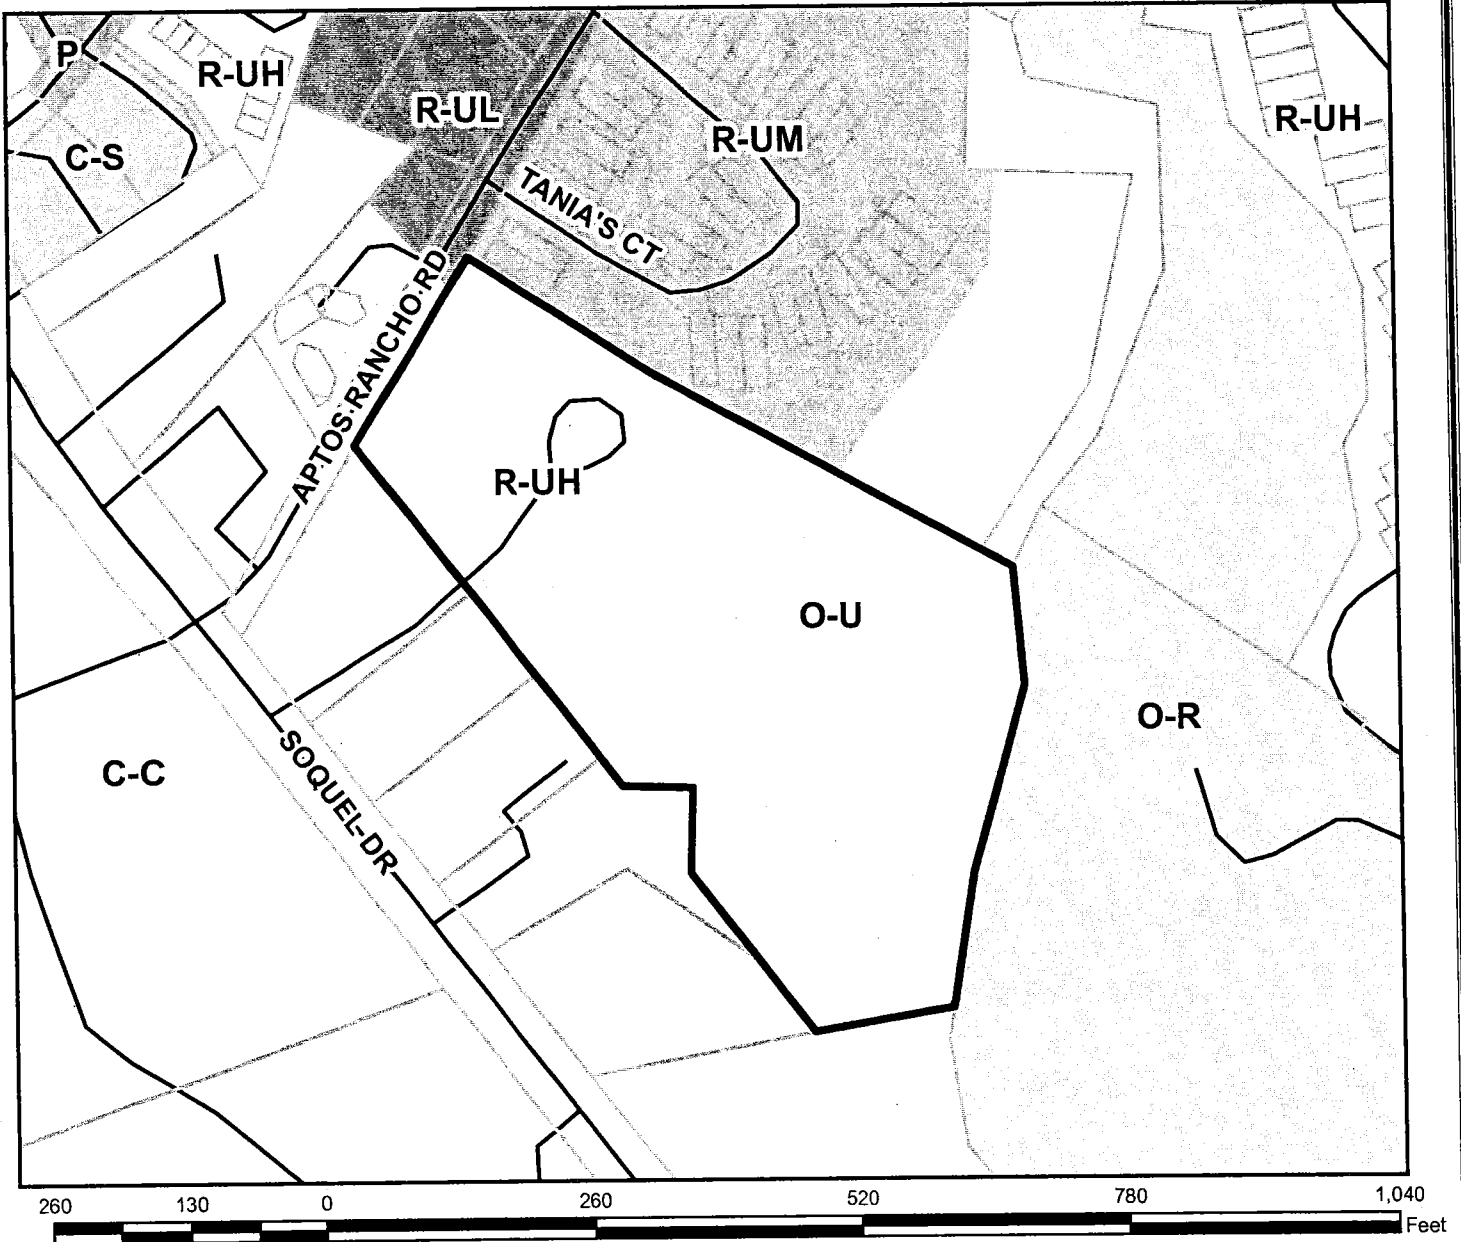 P
R-UH
R-UL
R-UM
R-UH
C-S
TANIA'S CT
APTOS RANCHO RD
R-UH
O-U
O-R
C-C
SOQUEL DR
260 130 0 260 520 780 1,040
Feet